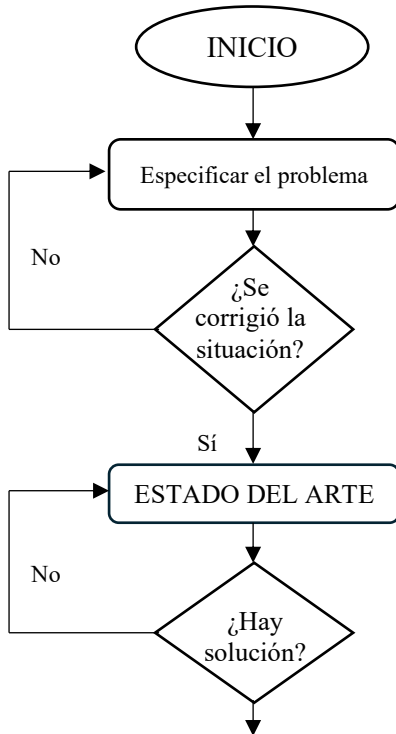 INICIO
Especificar el problema
No
¿Se
corrigió la
situación?
Sí
ESTADO DEL ARTE
No
¿Hay
solución?